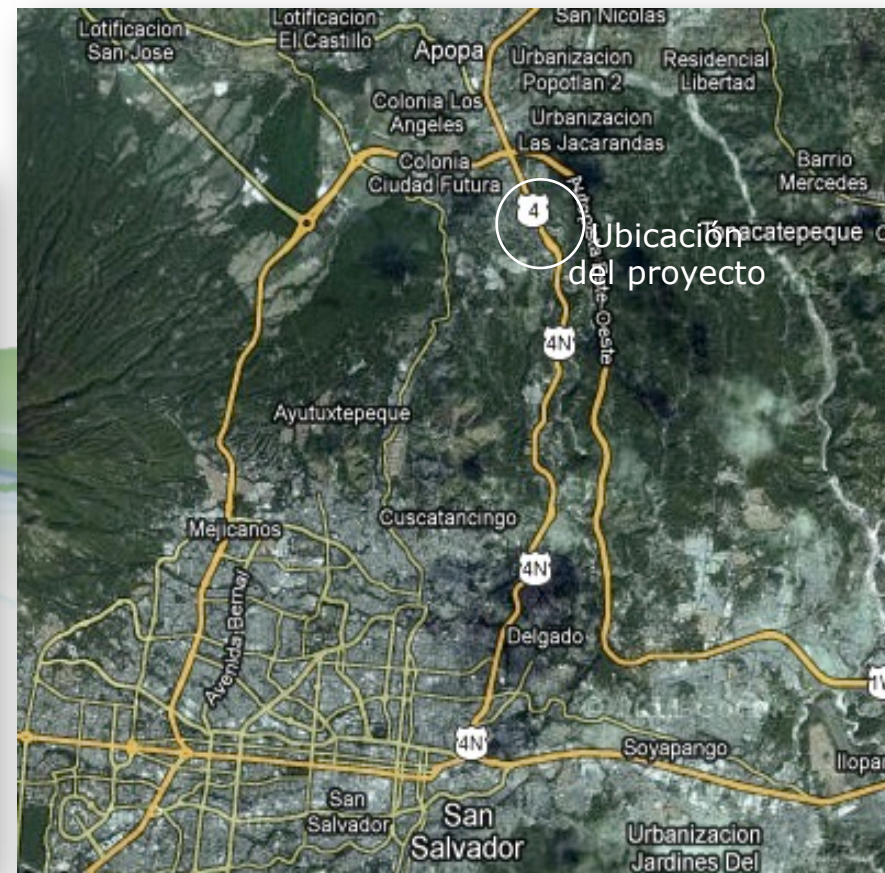 Lotificacion
San Jose
Lotificacion
El Castillo
San Nicolas
Apopa
Urbanizacion
Popotlan 2
Residencial
Libertad
Colonia Los
Angeles
Urbanizacion
Las Jacarandas
Colonia
Ciudad Futura
Barrio
Mercedes
4
Ubicación
del proyecto
Tonacatepeque
4N
Ayutuxtepeque
Mejicanos
Cuscatancingo
4N
Avenida Bernal
Delgado
1W
4N
Soyapango
San
Salvador
San
Salvador
Urbanizacion
Jardines Del